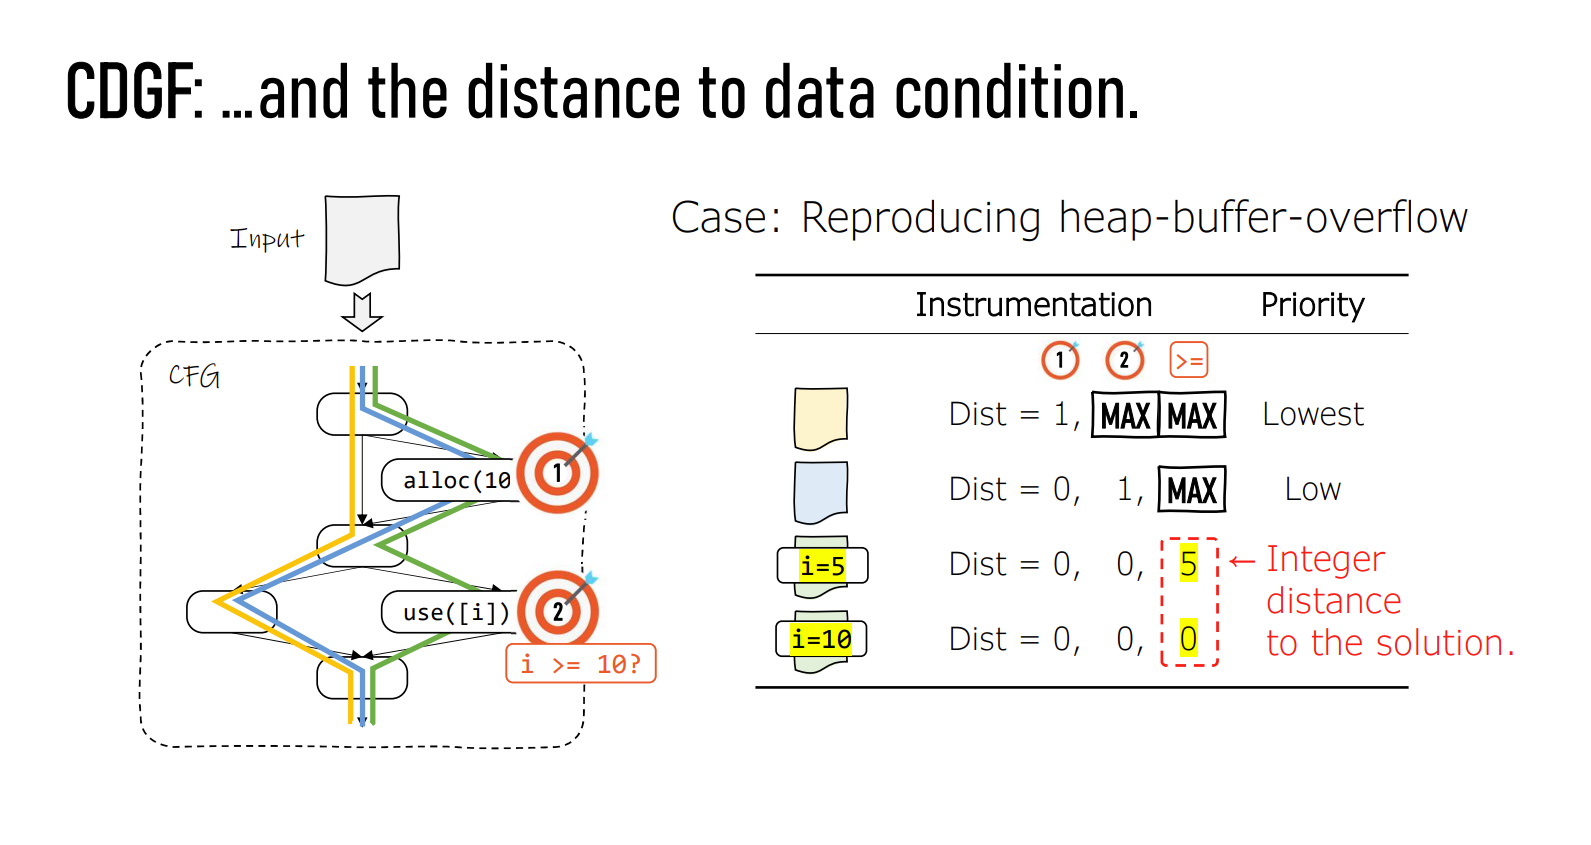 CDGF: ...and the distance to data condition.
Input
CFG
alloc(10
1
use([i])
2
i >= 10?
Case: Reproducing heap-buffer-overflow
Instrumentation Priority
1 2 >=
Dist = 1, MAX MAX Lowest
Dist = 0, 1, MAX Low
i=5 Dist = 0, 0, 5
i=10 Dist = 0, 0, 0
← Integer
distance
to the solution.